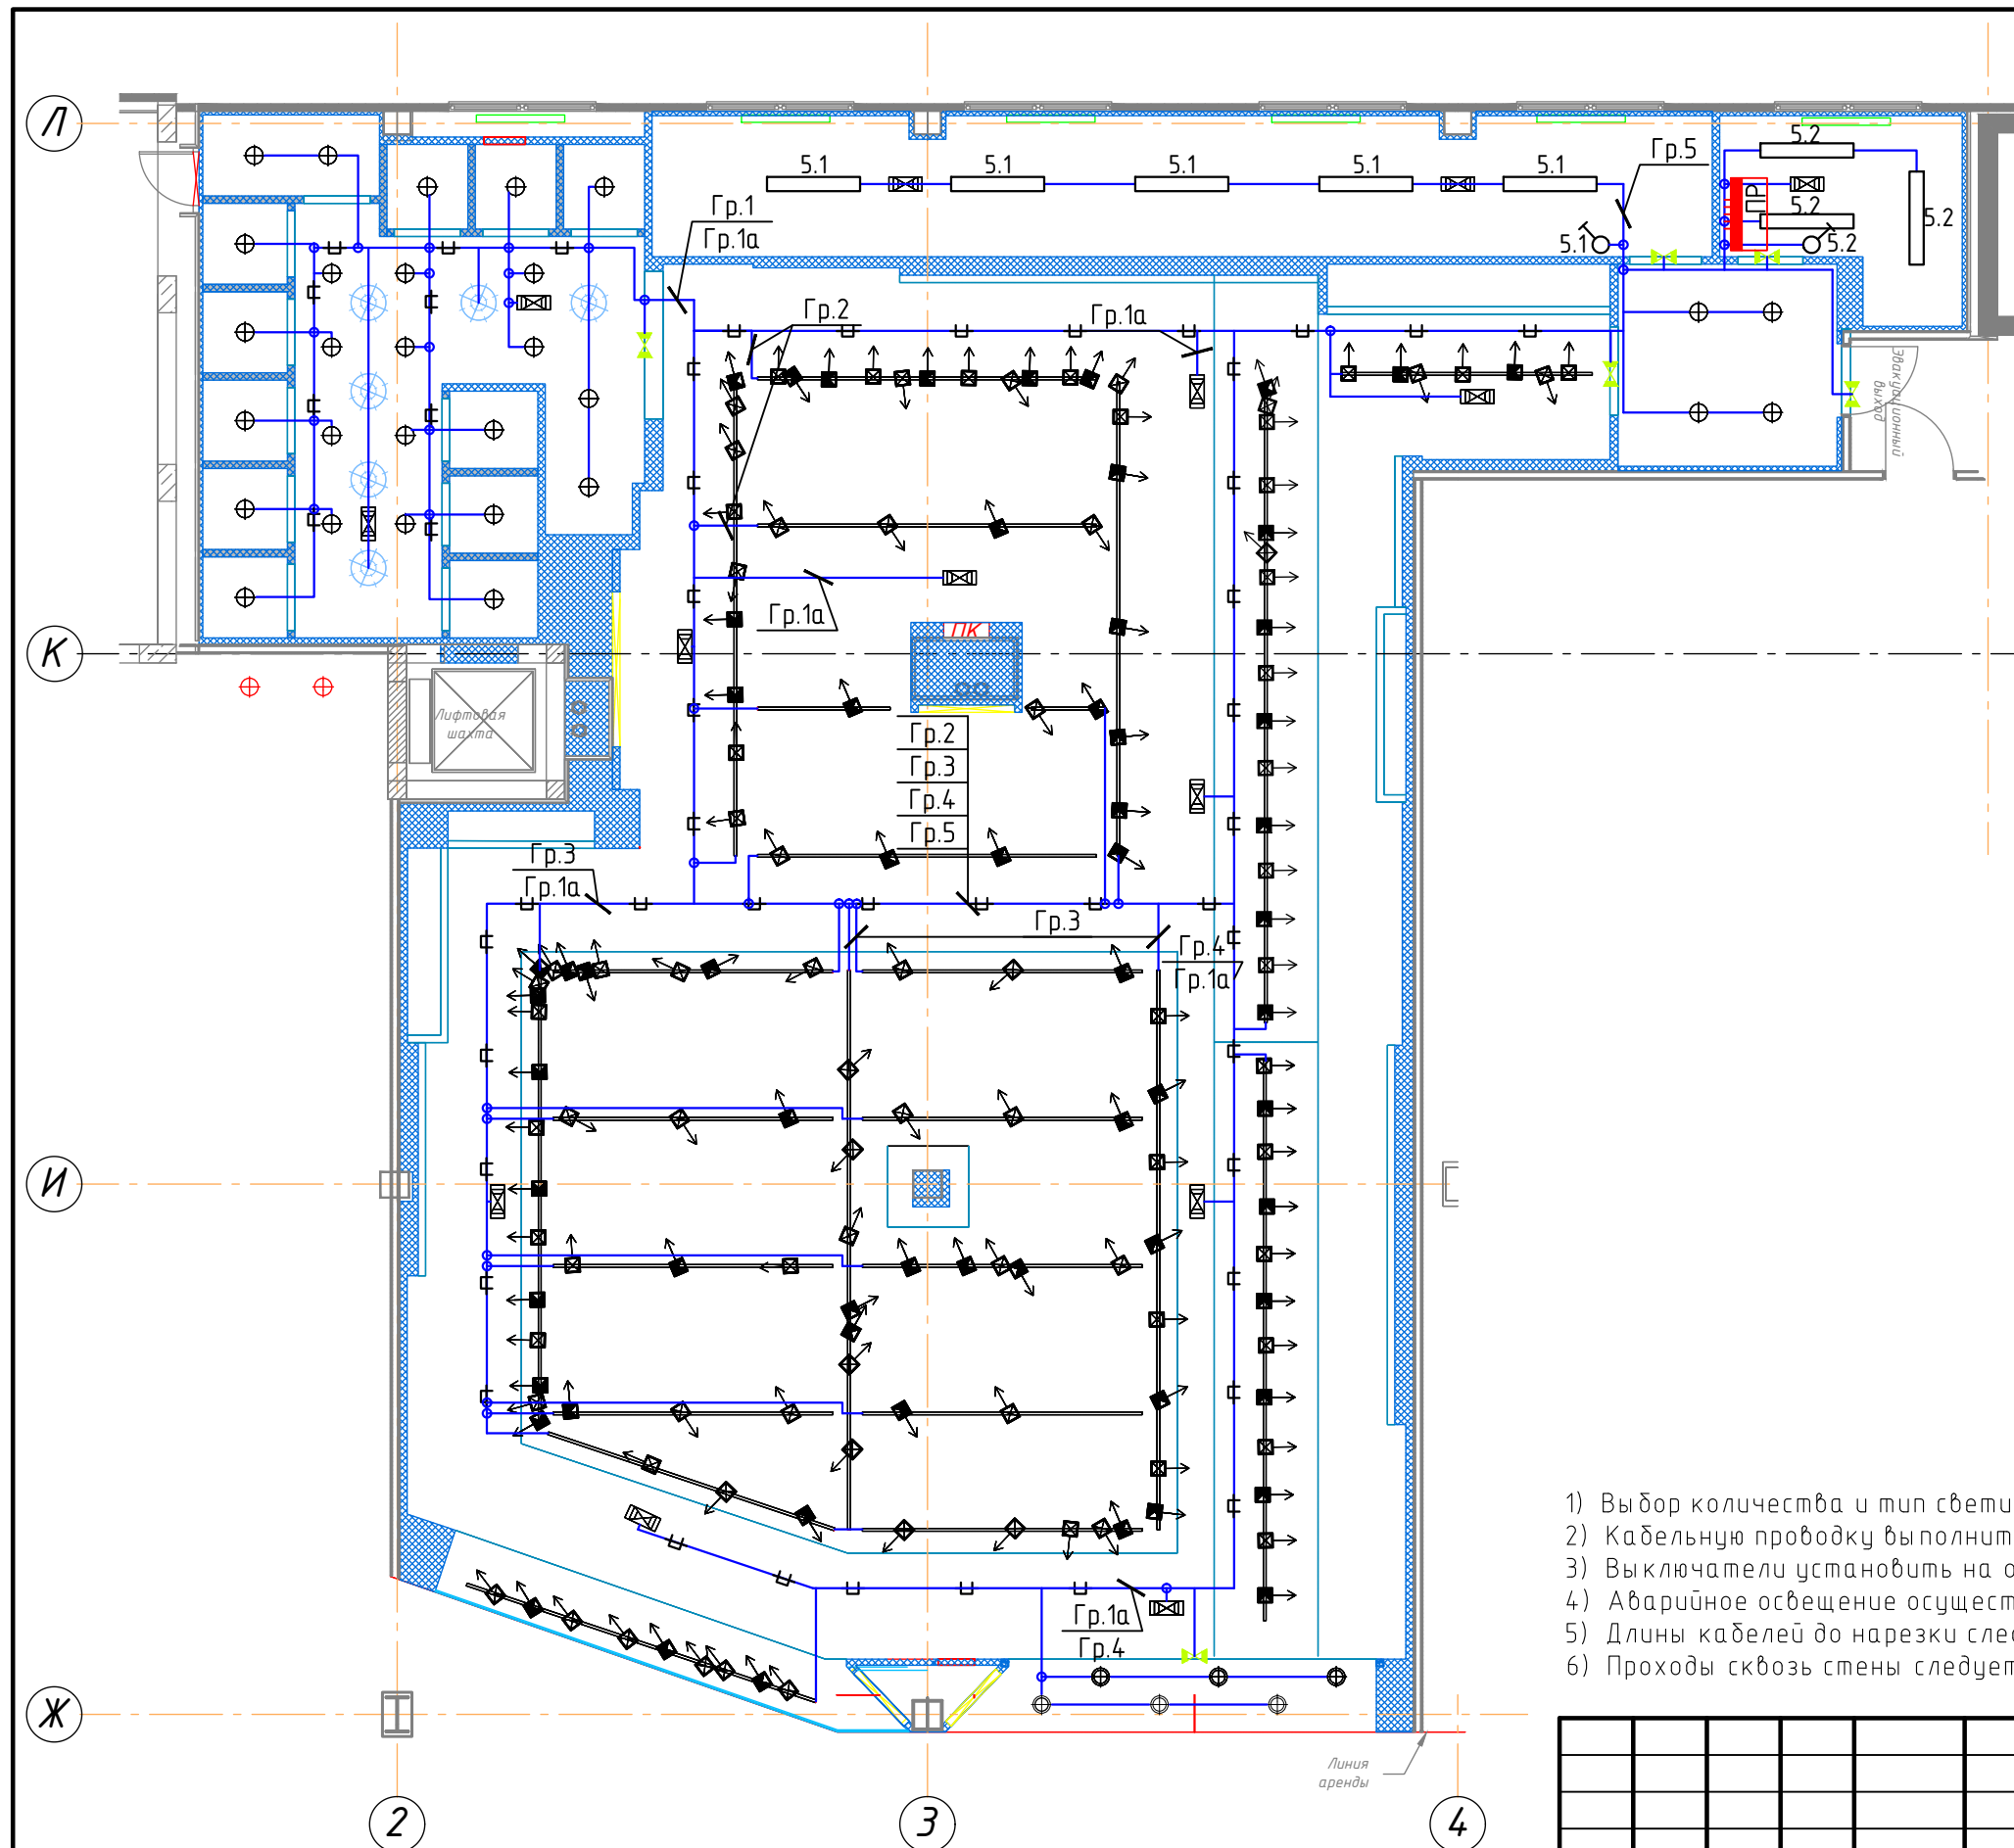 Л
5.1
5.1
5.1
5.1
5.1
Гр.5
5.2
ПР
5.2
5.2
5.1
5.2
Гр.1
Гр.1а
Гр.2
Гр.1а
Эвакуационный
выход
Гр.1а
К
ПК
Лифтовая
шахта
Гр.2
Гр.3
Гр.4
Гр.5
Гр.3
Гр.1а
Гр.3
Гр.4
Гр.1а
И
Гр.1а
Гр.4
Ж
Линия
аренды
2
3
4
1) Выбор количества и тип
2) Кабельную проводку
3) Выключатели установить на
4) Аварийное освещение
5) Длины кабелей до нарезки
6) Проходы сквозь стены следует